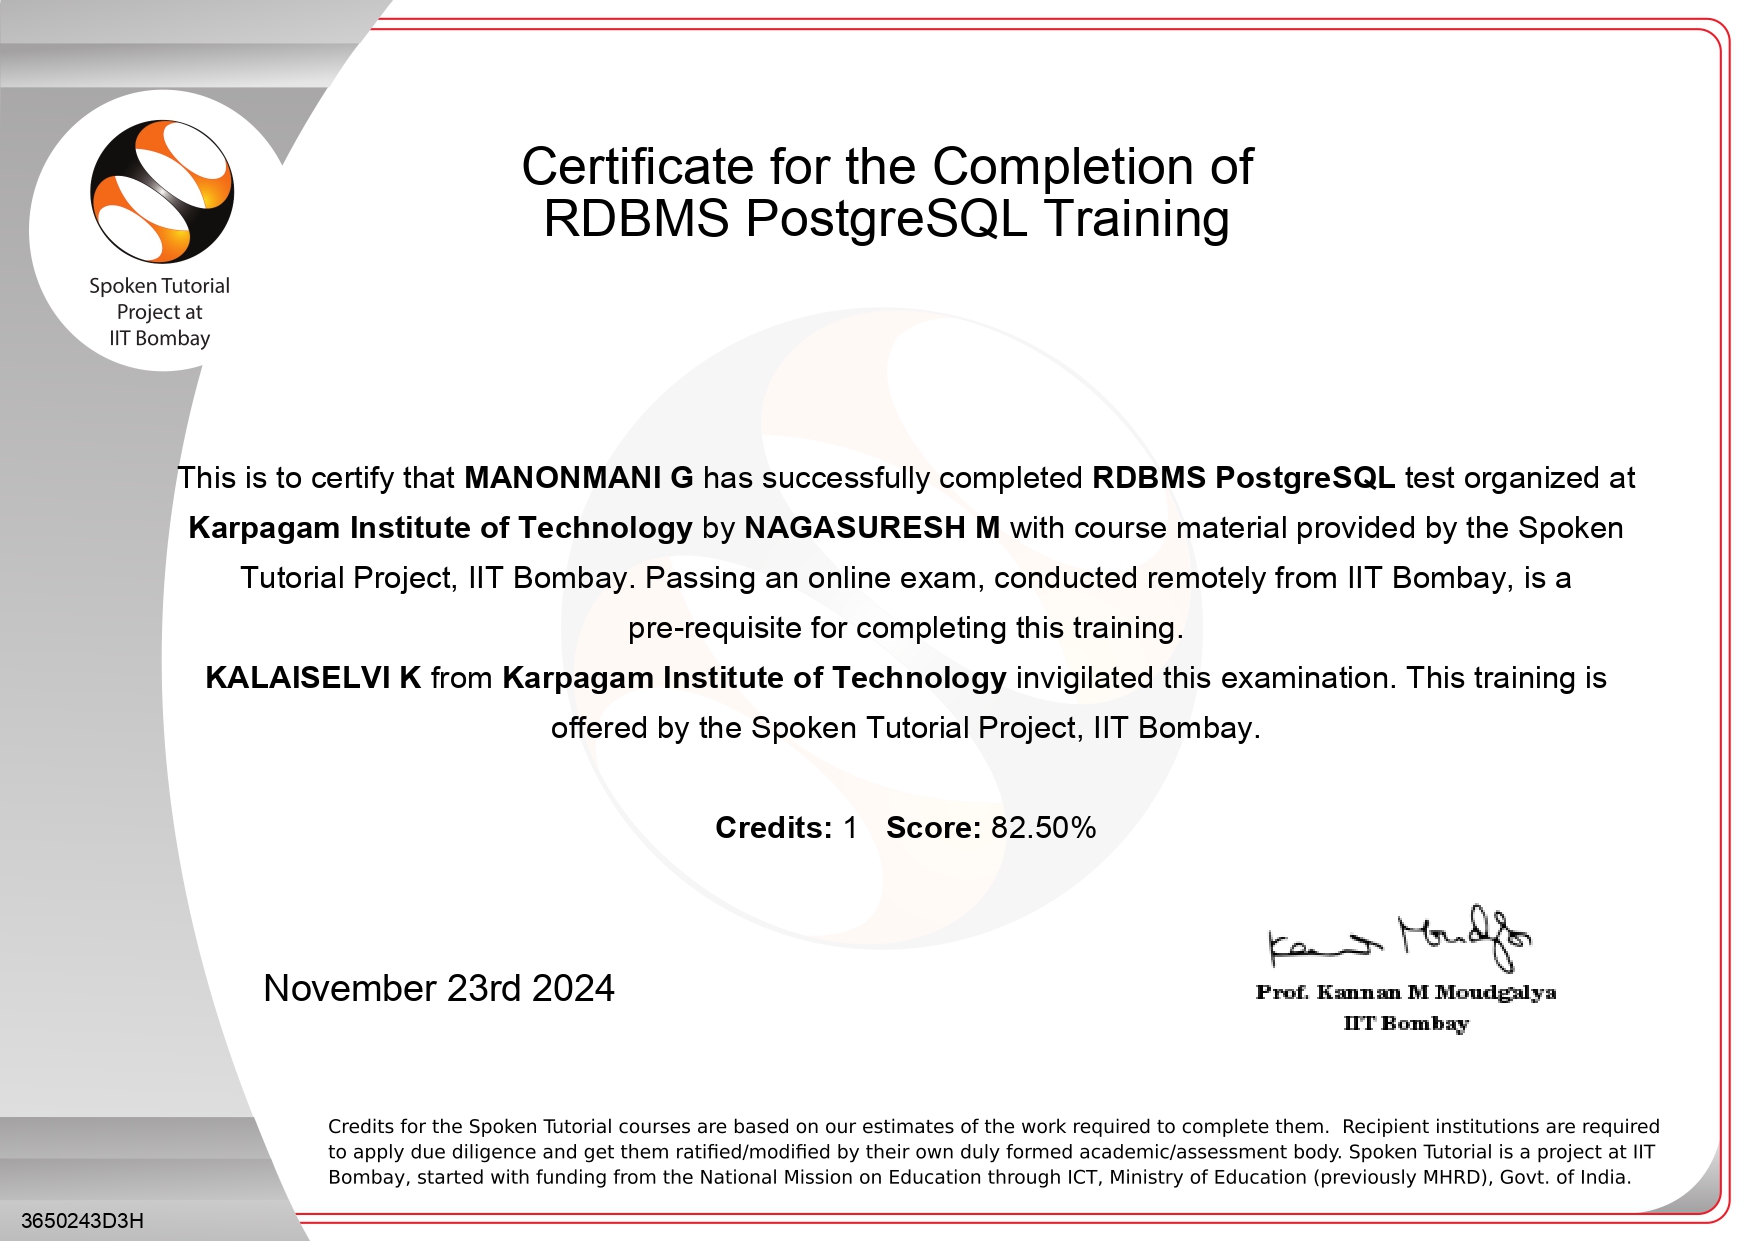 Certificate for the Completion of
RDBMS PostgreSQL Training
Spoken Tutorial
Project at
IIT Bombay
This is to certify that MANONMANI G has successfully completed RDBMS PostgreSQL test organized at
Karpagam Institute of Technology by NAGASURESH M with course material provided by the Spoken
Tutorial Project, IIT Bombay. Passing an online exam, conducted remotely from IIT Bombay, is a
pre-requisite for completing this training.
KALAISELVI K from Karpagam Institute of Technology invigilated this examination. This training is
offered by the Spoken Tutorial Project, IIT Bombay.
Credits: 1 Score: 82.50%
November 23rd 2024
Kannan Moudgalya
Prof. Kannan M Moudgalya
IIT Bombay
Credits for the Spoken Tutorial courses are based on our estimates of the work required to complete them. Recipient institutions are required
to apply due diligence and get them ratified/modified by their own duly formed academic/assessment body. Spoken Tutorial is a project at IIT
Bombay, started with funding from the National Mission on Education through ICT, Ministry of Education (previously MHRD), Govt. of India.
3650243D3H